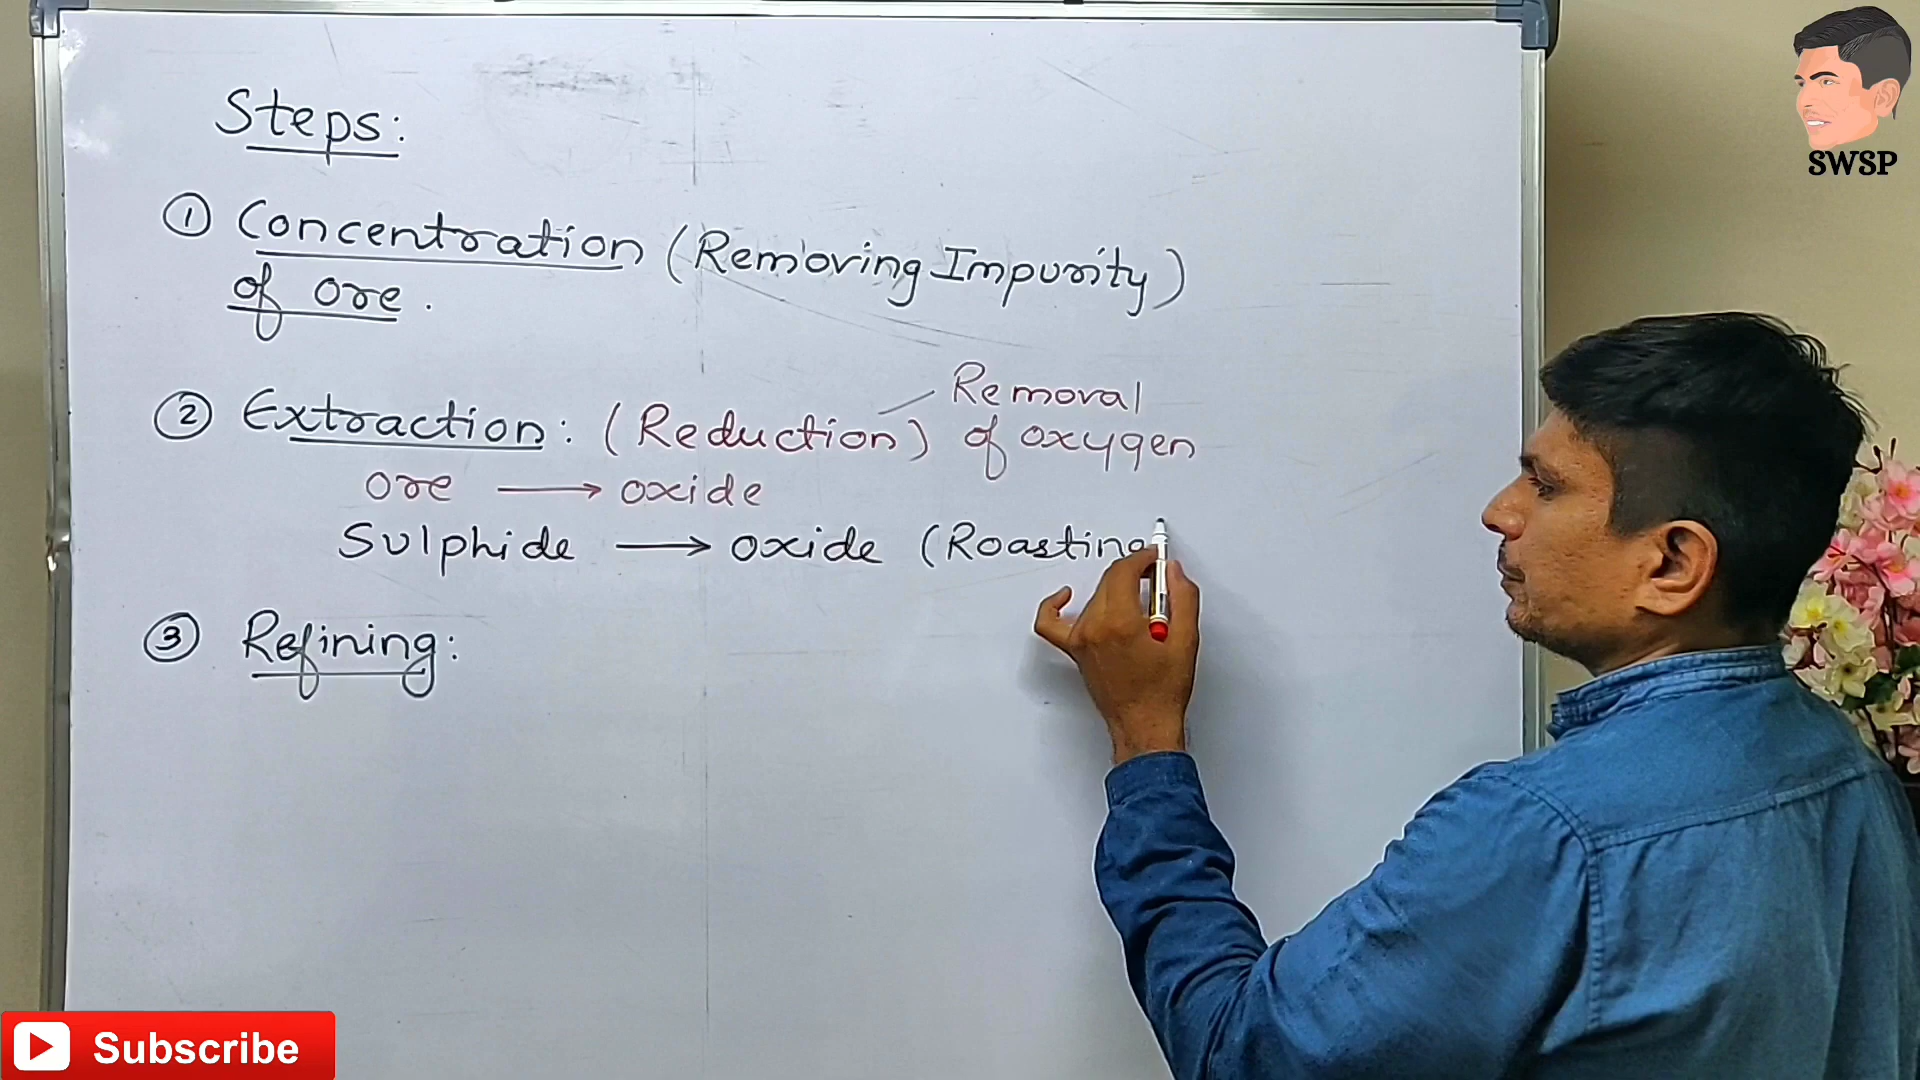 Steps:
① Concentration (Removing Impurity)
of ore.
② Extraction: (Reduction) Removal
of oxygen
ore → oxide
Sulphide → oxide (Roasting
③ Refining:
SWSP
Subscribe